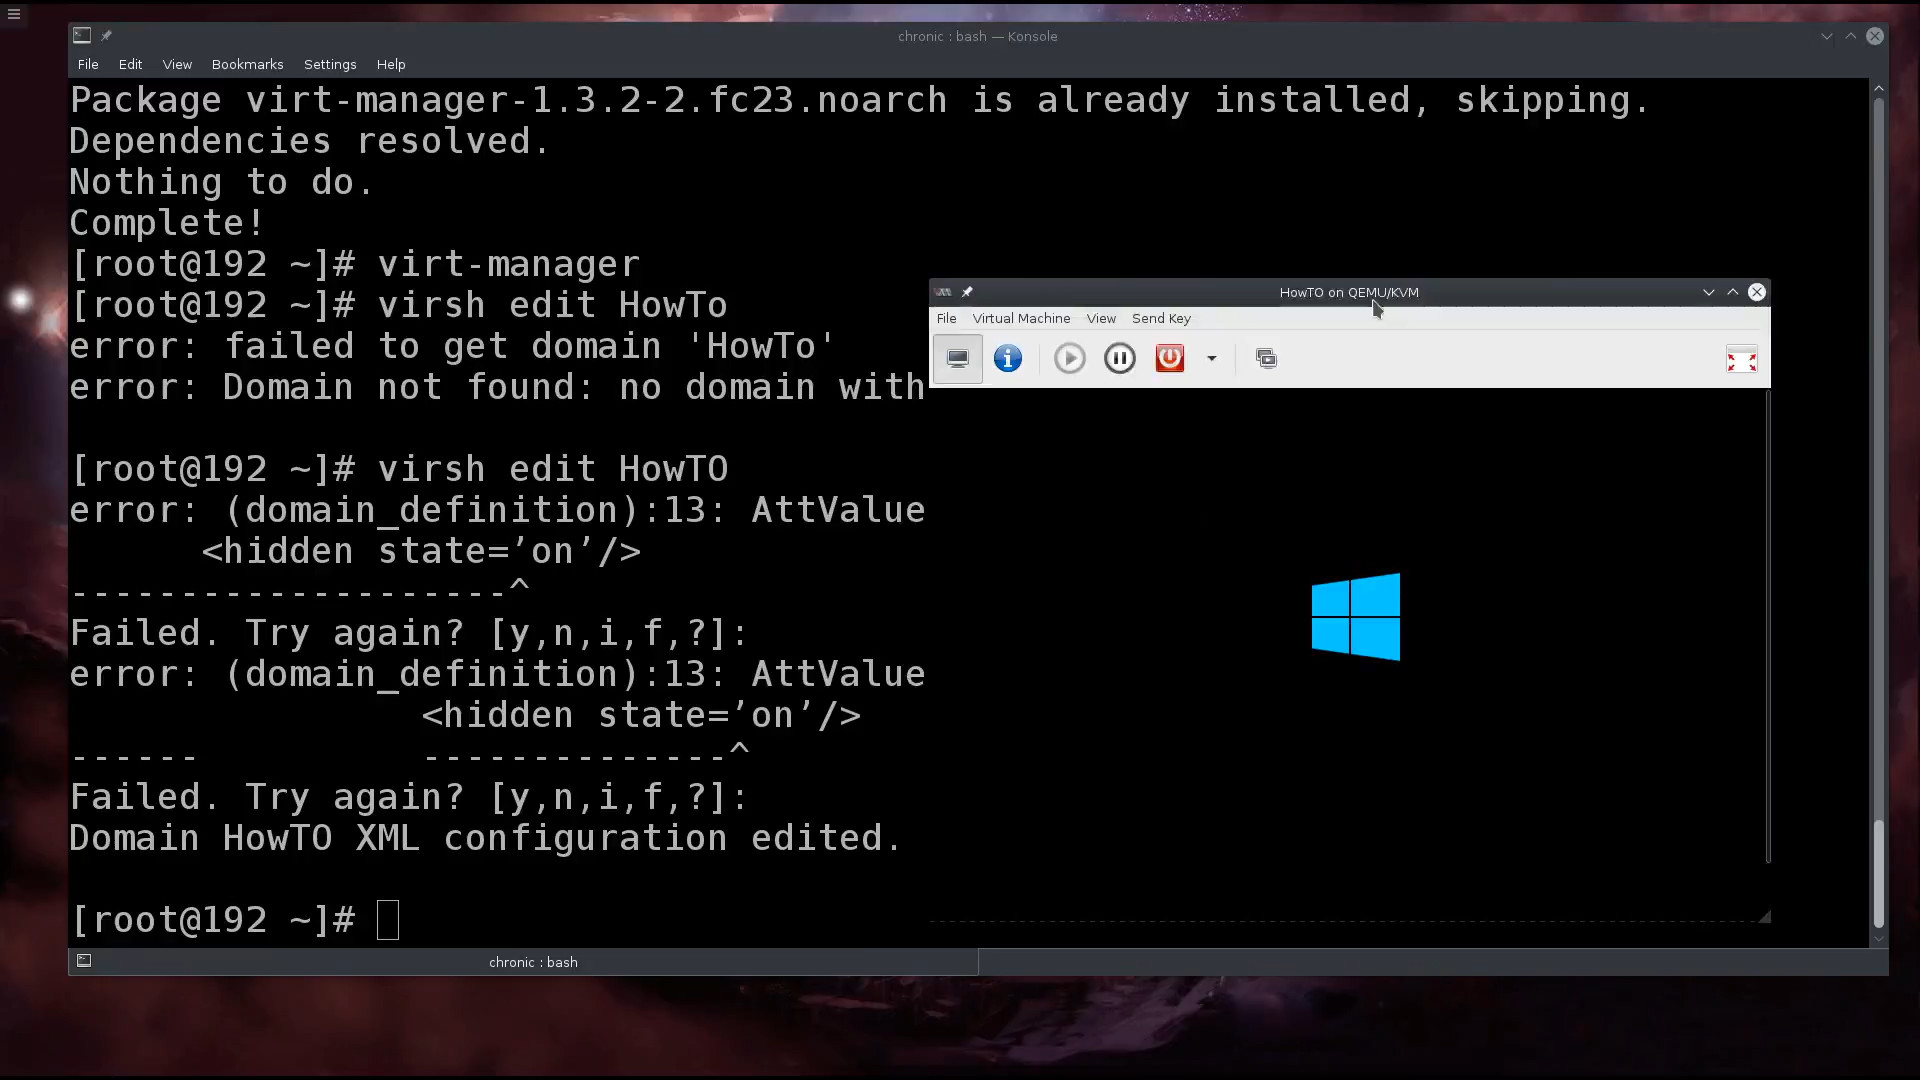 chronic : bash — Konsole
File Edit View Bookmarks Settings Help
Package virt-manager-1.3.2-2.fc23.noarch is already installed, skipping.
Dependencies resolved.
Nothing to do.
Complete!
[root@192 ~]# virt-manager
[root@192 ~]# virsh edit HowTo
error: failed to get domain 'HowTo'
error: Domain not found: no domain with
[root@192 ~]# virsh edit HowTO
error: (domain_definition):13: AttValue
<hidden state=’on’/>
--------------------^
Failed. Try again? [y,n,i,f,?]:
error: (domain_definition):13: AttValue
<hidden state=’on’/>
------ --------------^
Failed. Try again? [y,n,i,f,?]:
Domain HowTO XML configuration edited.
[root@192 ~]#
HowTO on QEMU/KVM
File Virtual Machine View Send Key
chronic : bash